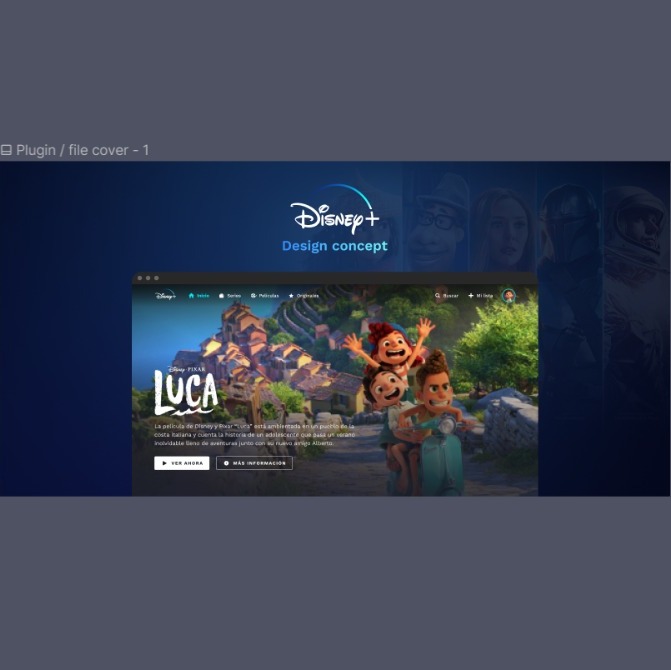 Plugin / file cover - 1
Disney+
Design concept
Disney+ Inicio Series Películas Originales Buscar Mi lista
Disney PIXAR
LUCA
La película de Disney y Pixar "Luca" está ambientada en un pueblo de la
costa italiana y cuenta la historia de un adolescente que pasa un verano
inolvidable lleno de aventuras junto con su nuevo amigo Alberto.
VER AHORA MÁS INFORMACIÓN